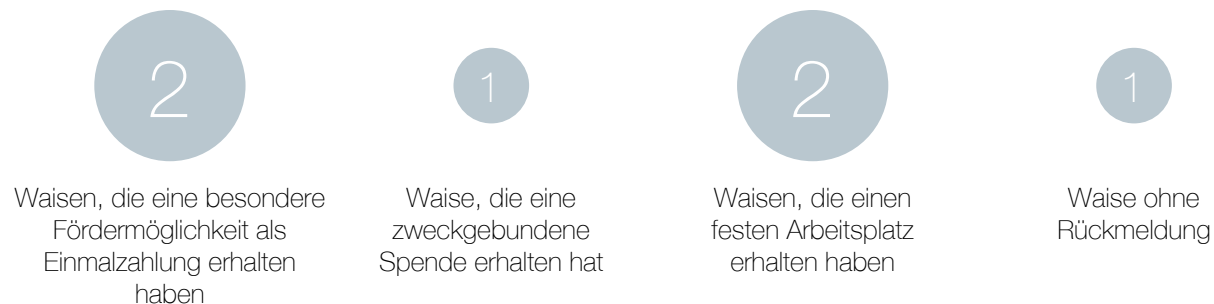 2
Waisen, die eine besondere
Fördermöglichkeit als
Einmalzahlung erhalten
haben
1
Waise, die eine
zweckgebundene
Spende erhalten hat
2
Waisen, die einen
festen Arbeitsplatz
erhalten haben
1
Waise ohne
Rückmeldung